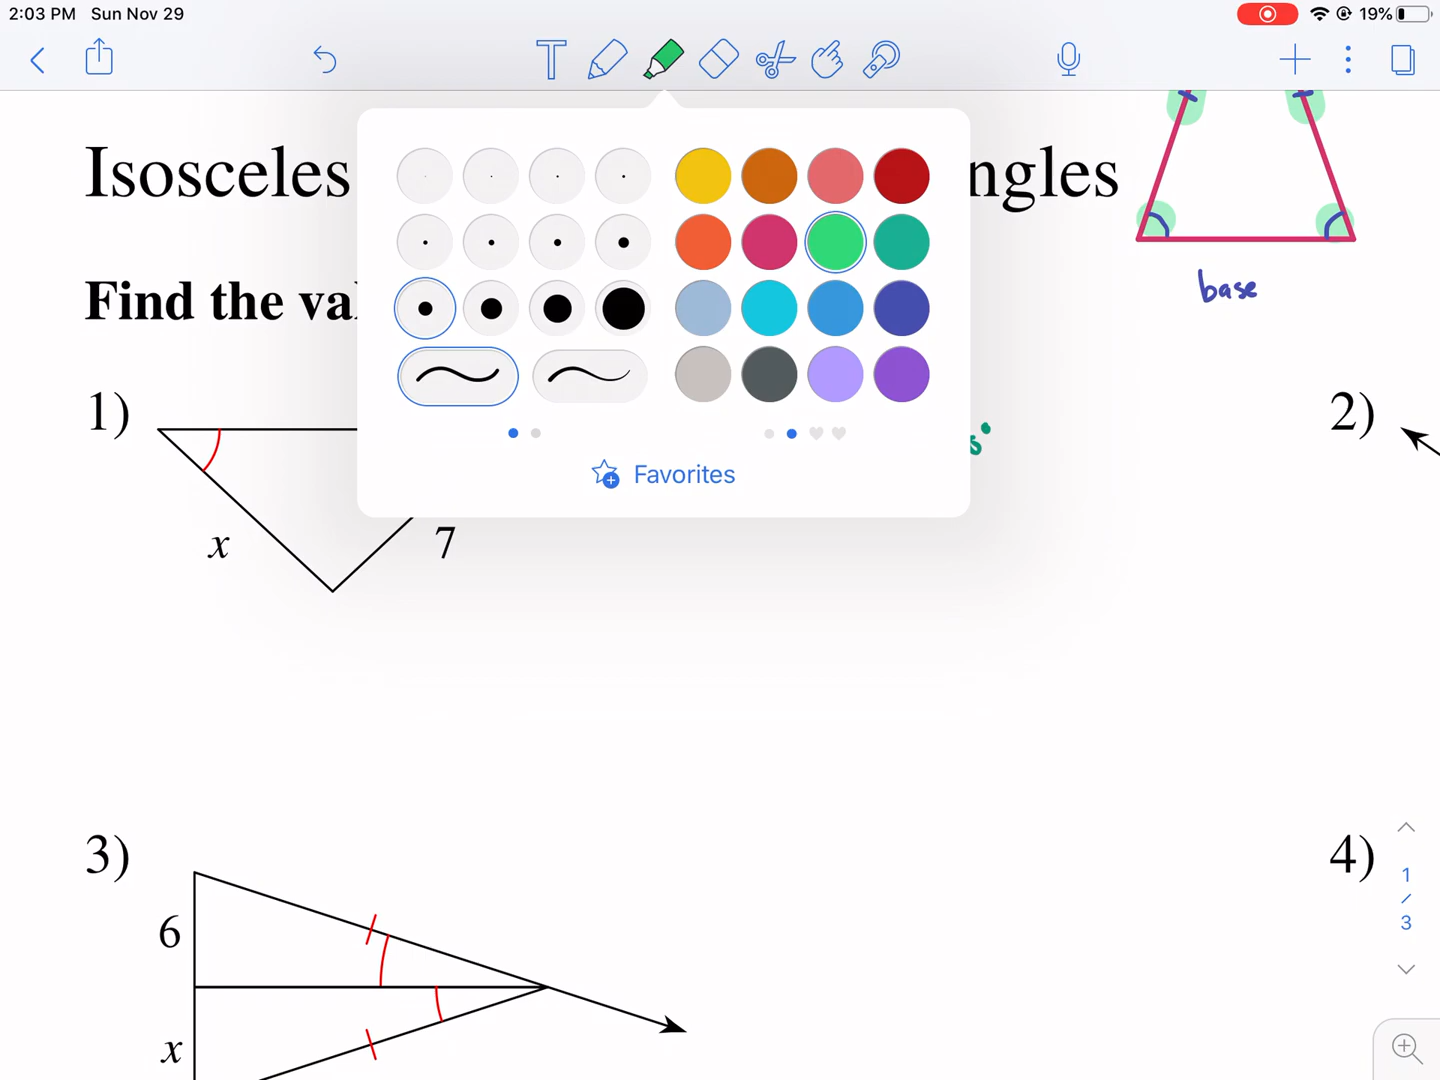 2:03 PM Sun Nov 29
19%
T
Isosceles ngles
Find the val
base
1)
s
2)
Favorites
x
7
3)
4)
6
1
/
3
x